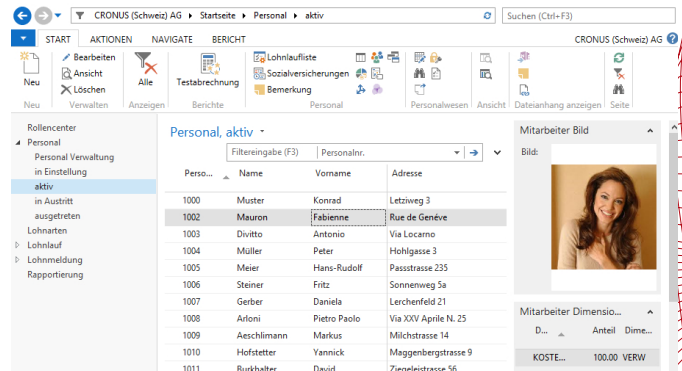 CRONUS (Schweiz) AG ▸ Startseite ▸ Personal ▸ aktiv
Suchen (Ctrl+F3)
START AKTIONEN NAVIGATE BERICHT
CRONUS (Schweiz) AG
Neu
Bearbeiten
Ansicht
Löschen
Alle
Testabrechnung
Lohnlaufliste
Sozialversicherungen
Bemerkung
Neu Verwalten Anzeigen Berichte Personal Personalwesen Ansicht Dateianhang anzeigen Seite
Rollencenter
Personal
Personal Verwaltung
in Einstellung
aktiv
in Austritt
ausgetreten
Lohnarten
Lohnlauf
Lohnmeldung
Rapportierung
Personal, aktiv
Filtereingabe (F3) Personalnr.
Perso... Name Vorname Adresse
1000 Muster Konrad Letziweg 3
1002 Mauron Fabienne Rue de Genéve
1003 Divitto Antonio Via Locarno
1004 Müller Peter Hohlgasse 3
1005 Meier Hans-Rudolf Passstrasse 235
1006 Steiner Fritz Sonnenweg 5a
1007 Gerber Daniela Lerchenfeld 21
1008 Arloni Pietro Paolo Via XXV Aprile N. 25
1009 Aeschlimann Markus Milchstrasse 14
1010 Hofstetter Yannick Maggenbergstrasse 9
1011 Burkhalter David Ziegeleistrasse 56
Mitarbeiter Bild
Bild:
Mitarbeiter Dimensio...
D... Anteil Dime...
KOSTE... 100.00 VERW